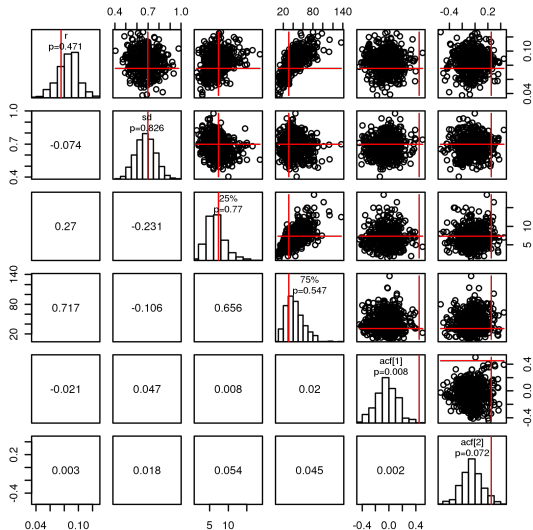 0.4 0.7 1.0
20 60 80 140
-0.4 0.2
r
p=0.471
0.04 0.10
0.4 0.7 1.0
-0.074
sd
p=0.826
0.27
-0.231
25%
p=0.77
5 10
20 80 140
0.717
-0.106
0.656
75%
p=0.547
-0.021
0.047
0.008
0.02
acf[1]
p=0.008
-0.4 0.0 0.4
-0.4 0.2
0.003
0.018
0.054
0.045
0.002
acf[2]
p=0.072
0.04 0.10
5 10
-0.4 0.0 0.4